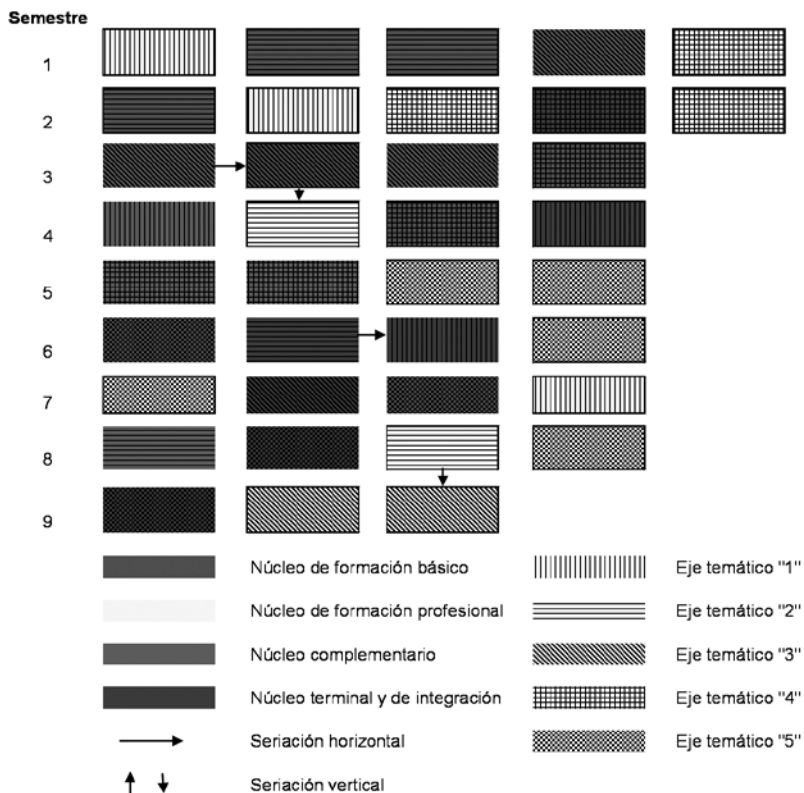 Semestre
1
2
3
4
5
6
7
8
9
Núcleo de formación básico
Eje temático "1"
Núcleo de formación profesional
Eje temático "2"
Núcleo complementario
Eje temático "3"
Núcleo terminal y de integración
Eje temático "4"
Seriación horizontal
Eje temático "5"
Seriación vertical